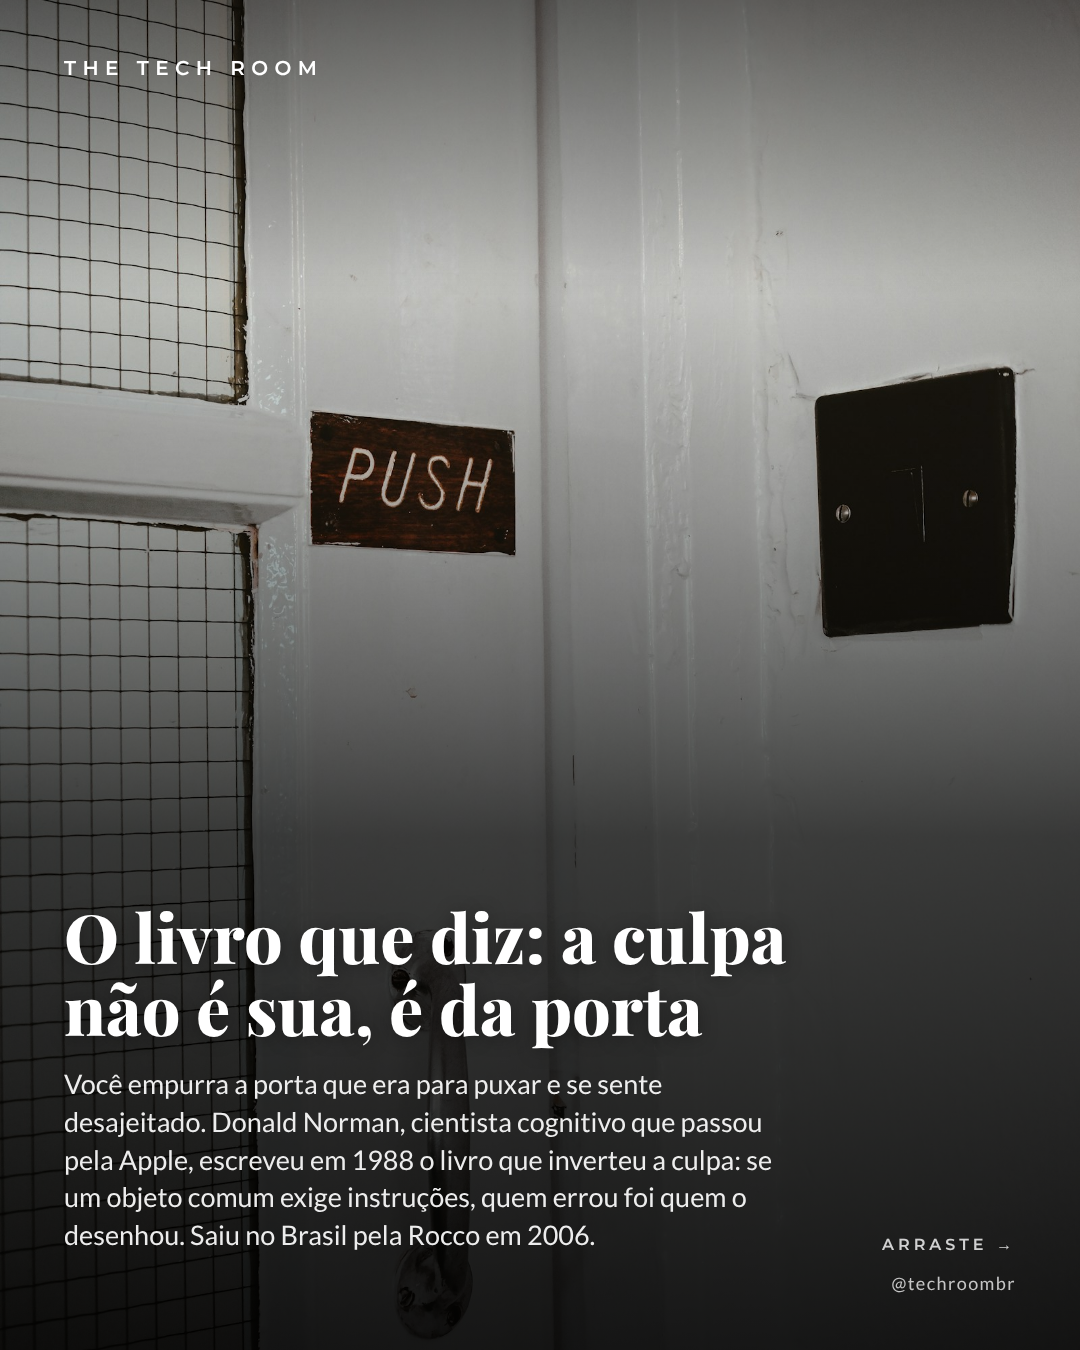 THE TECH ROOM
PUSH
O livro que diz: a culpa
não é sua, é da porta
Você empurra a porta que era para puxar e se sente
desajeitado. Donald Norman, cientista cognitivo que passou
pela Apple, escreveu em 1988 o livro que inverteu a culpa: se
um objeto comum exige instruções, quem errou foi quem o
desenhou. Saiu no Brasil pela Rocco em 2006.
ARRASTE →
@techroombr